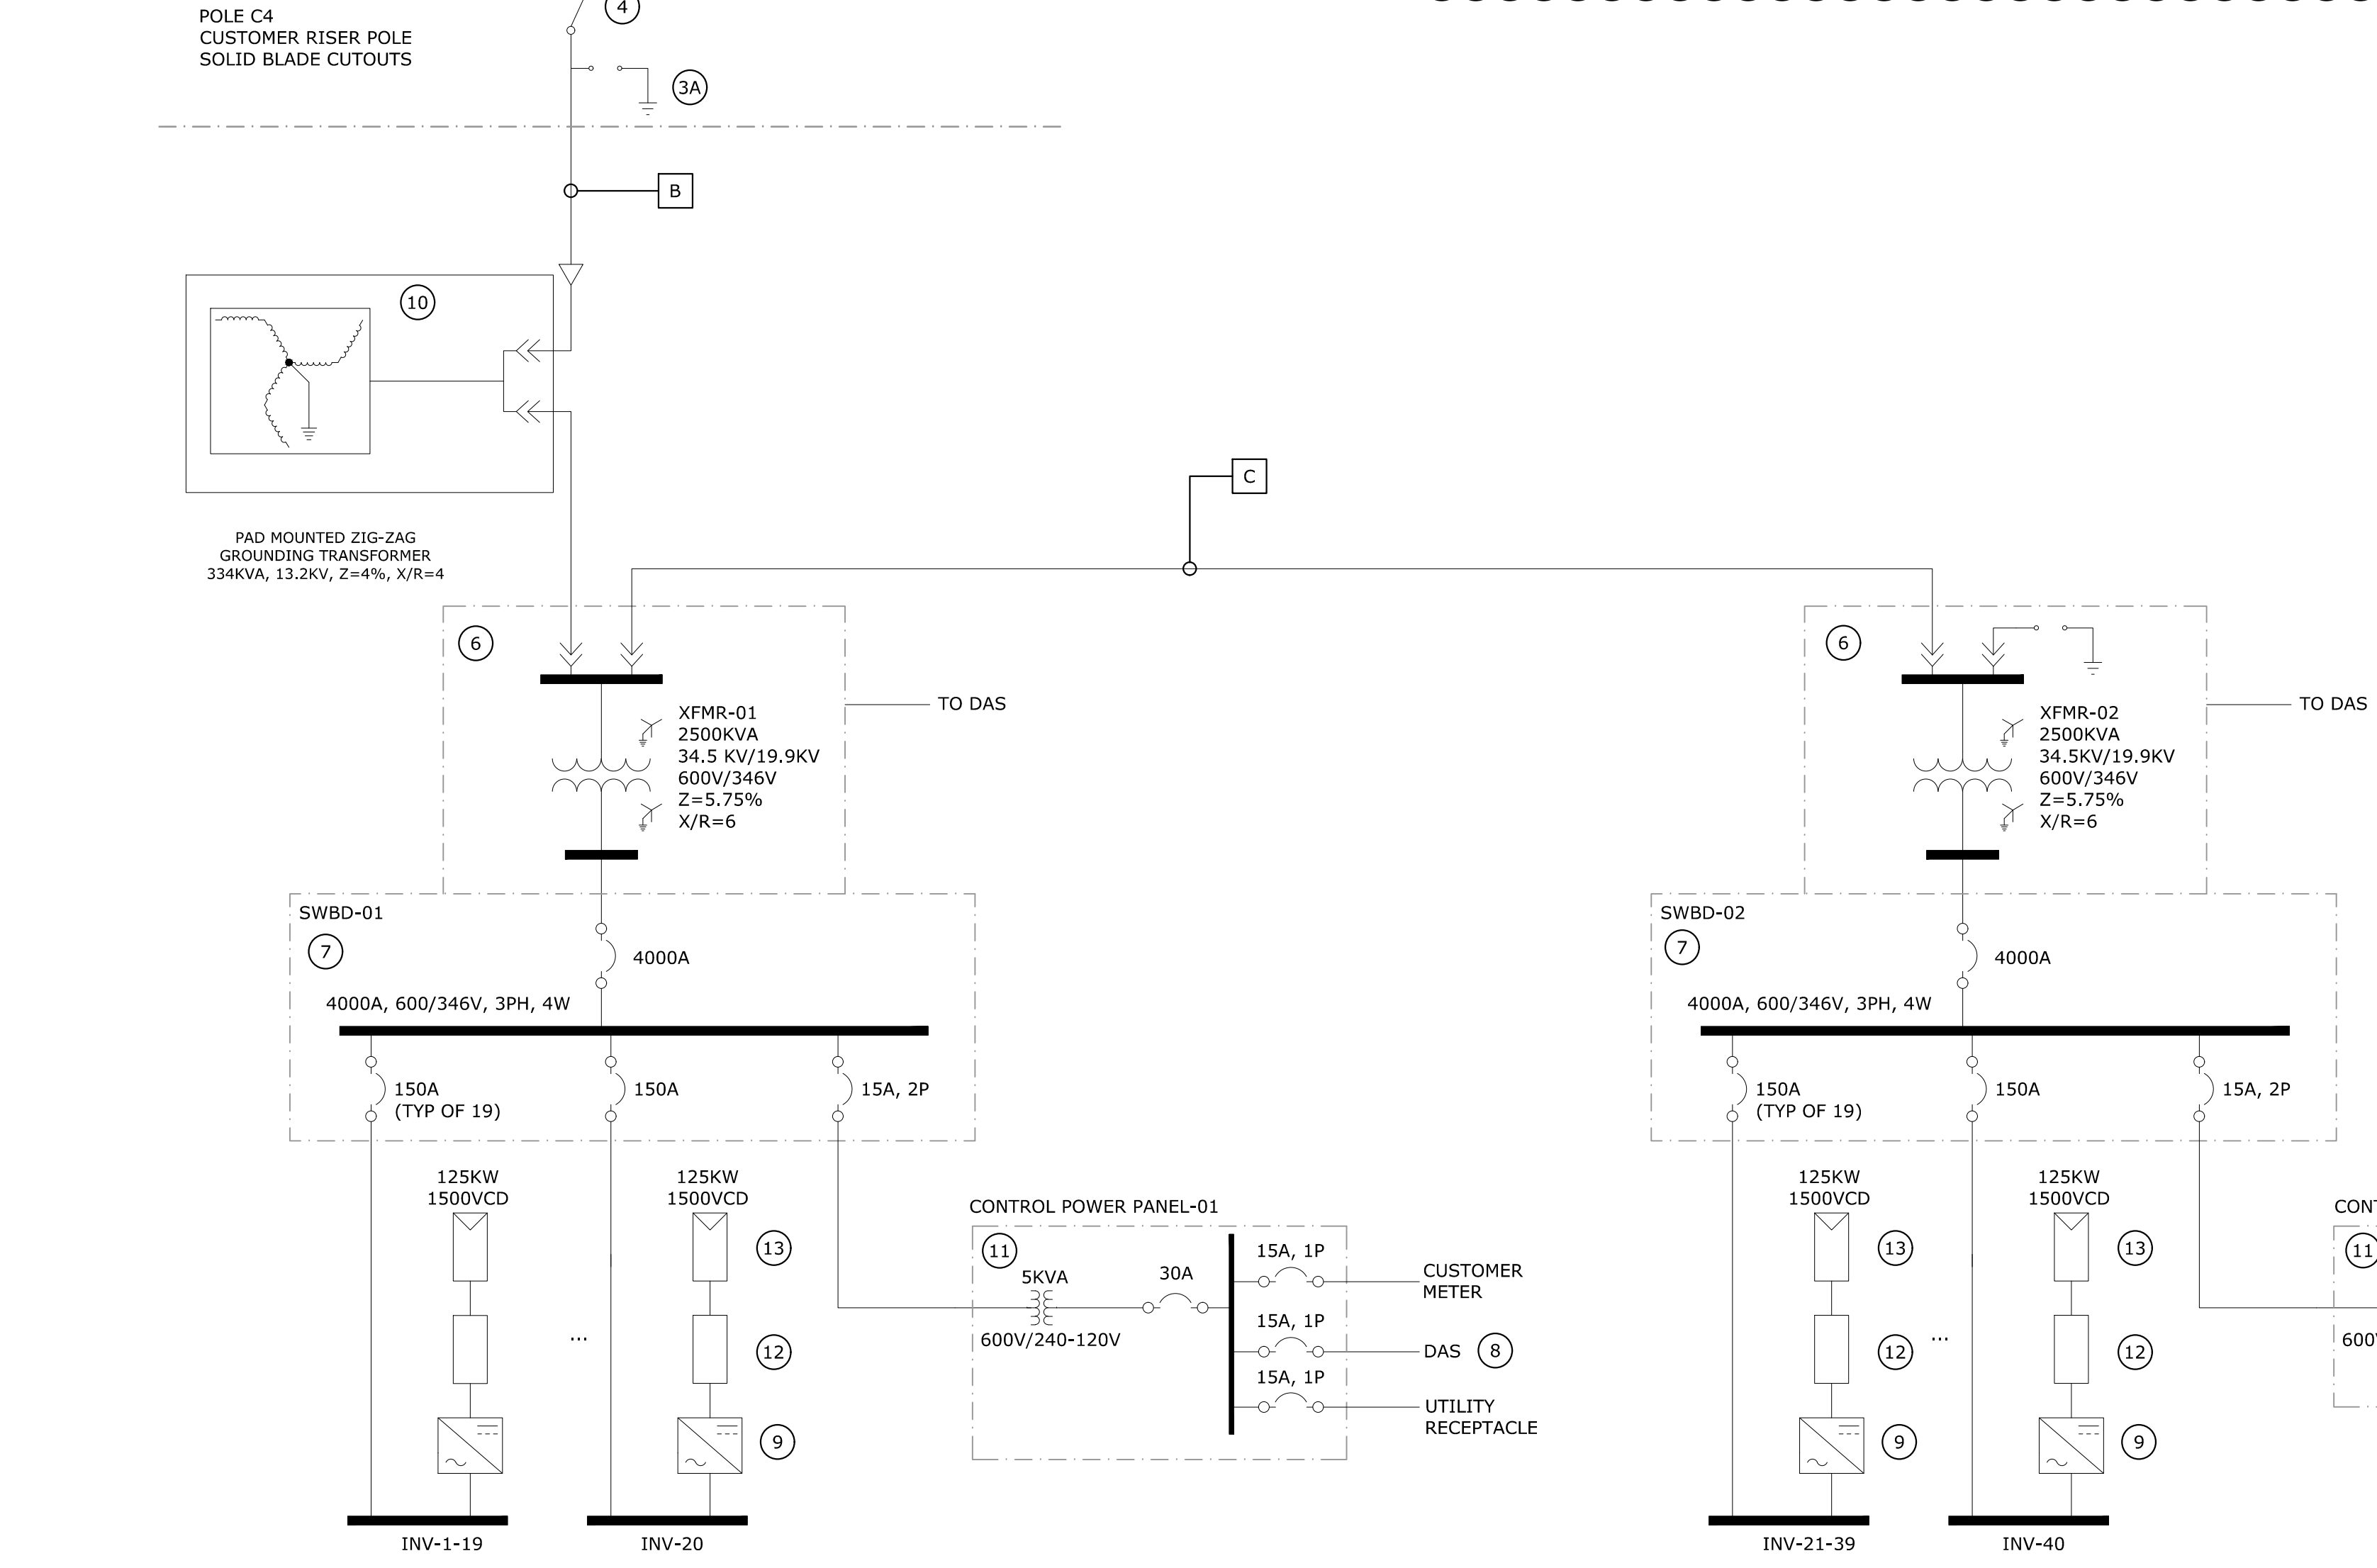 POLE C4
CUSTOMER RISER POLE
SOLID BLADE CUTOUTS
4
3A
B
10
PAD MOUNTED ZIG-ZAG
GROUNDING TRANSFORMER
334KVA, 13.2KV, Z=4%, X/R=4
C
6
TO DAS
XFMR-01
2500KVA
34.5 KV/19.9KV
600V/346V
Z=5.75%
X/R=6
6
TO DAS
XFMR-02
2500KVA
34.5KV/19.9KV
600V/346V
Z=5.75%
X/R=6
SWBD-01
7
4000A
4000A, 600/346V, 3PH, 4W
150A
(TYP OF 19)
150A
15A, 2P
SWBD-02
7
4000A
4000A, 600/346V, 3PH, 4W
150A
(TYP OF 19)
150A
15A, 2P
125KW
1500VCD
125KW
1500VCD
13
...
12
9
INV-1-19
INV-20
CONTROL POWER PANEL-01
11
5KVA
600V/240-120V
30A
15A, 1P
CUSTOMER
METER
15A, 1P
DAS
8
15A, 1P
UTILITY
RECEPTACLE
125KW
1500VCD
125KW
1500VCD
13
13
12
...
12
9
9
INV-21-39
INV-40
CONT
11
600V